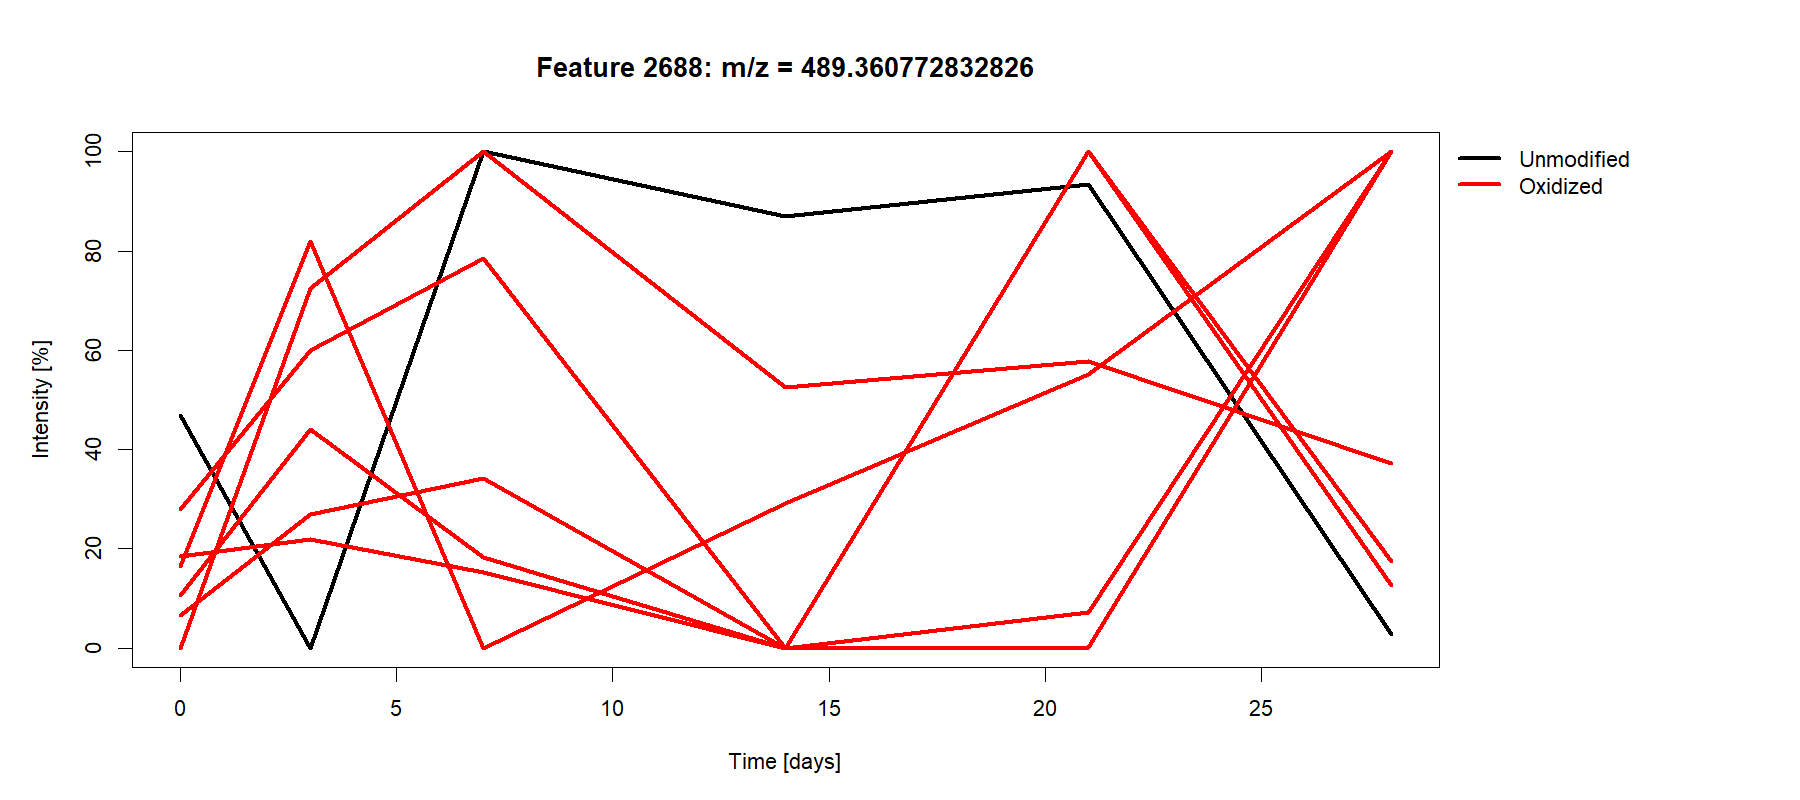 Feature 2688: m/z = 489.360772832826
Unmodified
Oxidized
Intensity [%]
100
80
60
40
20
0
0 5 10 15 20 25
Time [days]